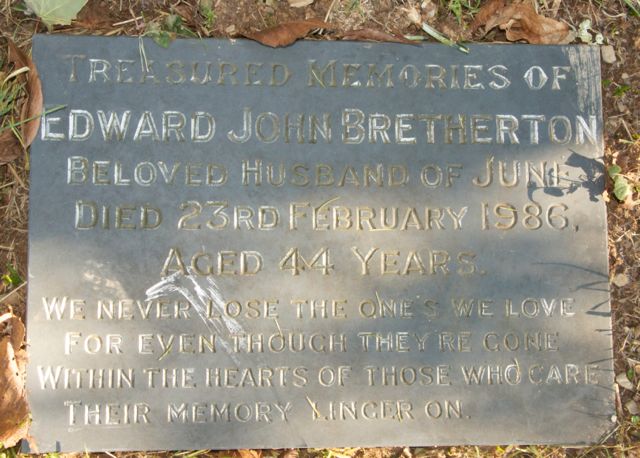 Treasured Memories of
Edward John Bretherton
Beloved Husband of June
Died 23rd February 1986,
Aged 44 Years.
We never lose the one's we love
For even though they're gone
Within the hearts of those who care
Their memory lingers on.